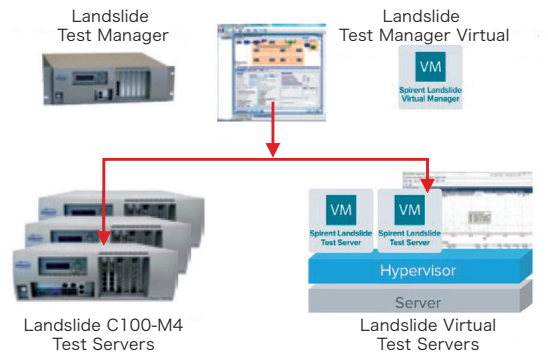 Landslide
Test Manager
Landslide
Test Manager Virtual
VM
Spirent Landslide
Virtual Manager
VM
Spirent Landslide
Test Server
VM
Spirent Landslide
Test Server
Hypervisor
Server
Landslide C100-M4
Test Servers
Landslide Virtual
Test Servers